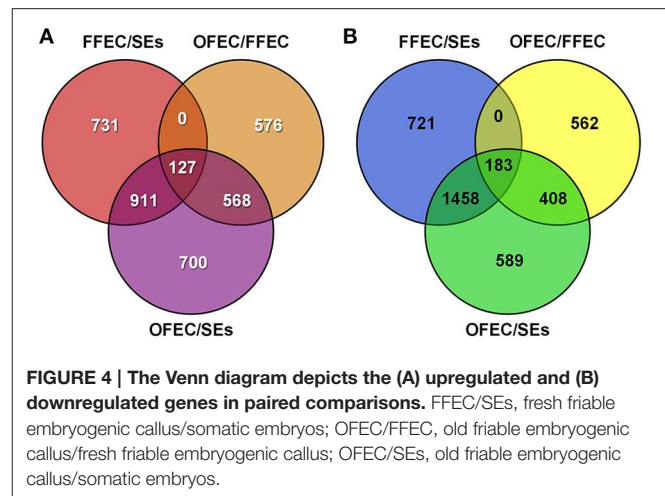 A
B
FFEC/SEs
OFEC/FFEC
FFEC/SEs
OFEC/FFEC
731
0
576
127
911
568
700
OFEC/SEs
721
0
562
183
1458
408
589
OFEC/SEs
FIGURE 4 | The Venn diagram depicts the (A) upregulated and (B)
downregulated genes in paired comparisons. FFEC/SEs, fresh friable
embryogenic callus/somatic embryos; OFEC/FFEC, old friable embryogenic
callus/fresh friable embryogenic callus; OFEC/SEs, old friable embryogenic
callus/somatic embryos.